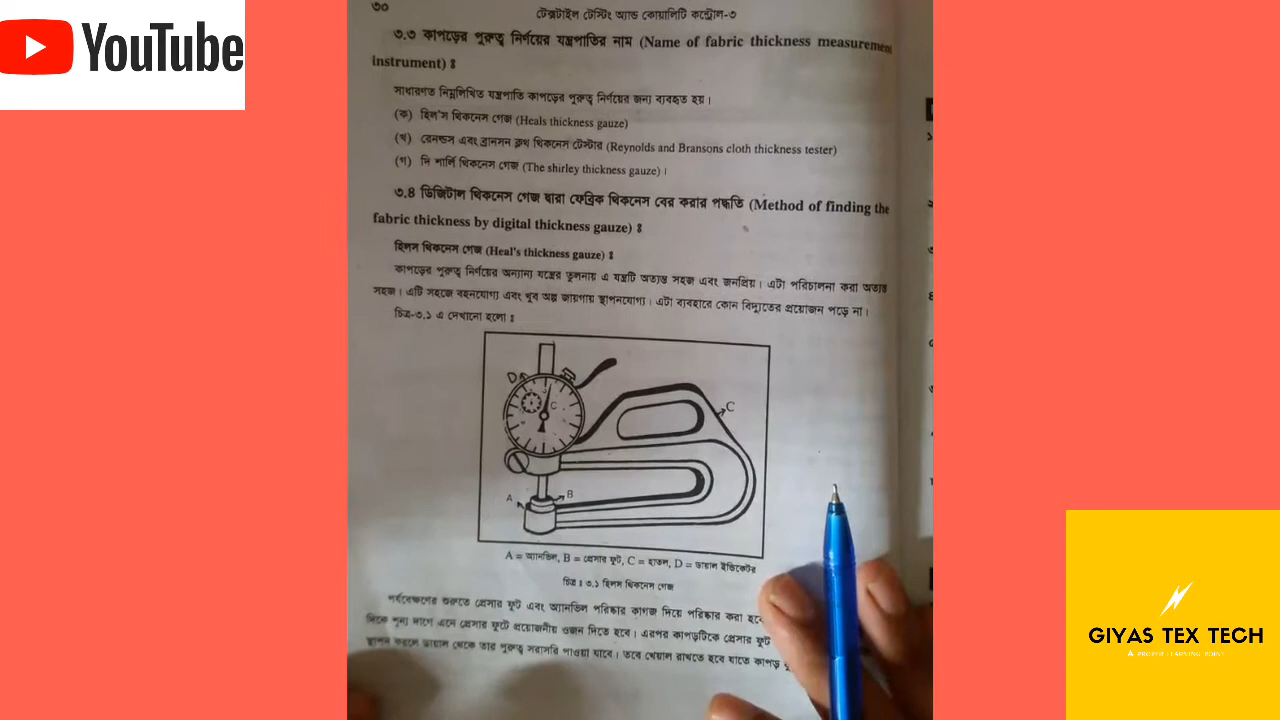 YouTube
৩০
টেক্সটাইল টেস্টিং অ্যান্ড কোয়ালিটি কন্ট্রোল-৩
৩.৩ কাপড়ের পুরুত্ব নির্ণয়ের যন্ত্রপাতির নাম (Name of fabric thickness measurement
instrument) ঃ
সাধারণত নিম্নলিখিত যন্ত্রপাতি কাপড়ের পুরুত্ব নির্ণয়ের জন্য ব্যবহৃত হয়।
(ক) হিল'স থিকনেস গেজ (Heals thickness gauze)
(খ) রেনল্ডস এবং ব্রানসন ক্লথ থিকনেস টেস্টার (Reynolds and Bransons cloth thickness tester)
(গ) দি শার্লি থিকনেস গেজ (The shirley thickness gauze)।
৩.৪ ডিজিটাল থিকনেস গেজ দ্বারা ফেব্রিক থিকনেস বের করার পদ্ধতি (Method of finding the
fabric thickness by digital thickness gauze) ঃ
হিলস থিকনেস গেজ (Heal's thickness gauze) ঃ
কাপড়ের পুরুত্ব নির্ণয়ের অন্যান্য যন্ত্রের তুলনায় এ যন্ত্রটি অত্যন্ত সহজ এবং জনপ্রিয়। এটা পরিচালনা করা অত্যন্ত
সহজ। এটি সহজে বহনযোগ্য এবং খুব অল্প জায়গায় স্থাপনযোগ্য। এটা ব্যবহারে কোন বিদ্যুতের প্রয়োজন পড়ে না।
চিত্র-৩.১ এ দেখানো হলো ঃ
D
C
C
A
B
A = অ্যানভিল, B = প্রেসার ফুট, C = হাতল, D = ডায়াল ইন্ডিকেটর
চিত্র ঃ ৩.১ হিলস থিকনেস গেজ
পর্যবেক্ষণের শুরুতে প্রেসার ফুট এবং অ্যানভিল পরিষ্কার কাগজ দিয়ে পরিষ্কার করা হবে
দিকে শূন্য দাগে এনে প্রেসার ফুটে প্রয়োজনীয় ওজন দিতে হবে। এরপর কাপড়টিকে প্রেসার ফুট
স্থাপন করলে ডায়াল থেকে তার পুরুত্ব সরাসরি পাওয়া যাবে। তবে খেয়াল রাখতে হবে যাতে কাপড়
GIYAS TEX TECH
A PROPER LEARNING POINT